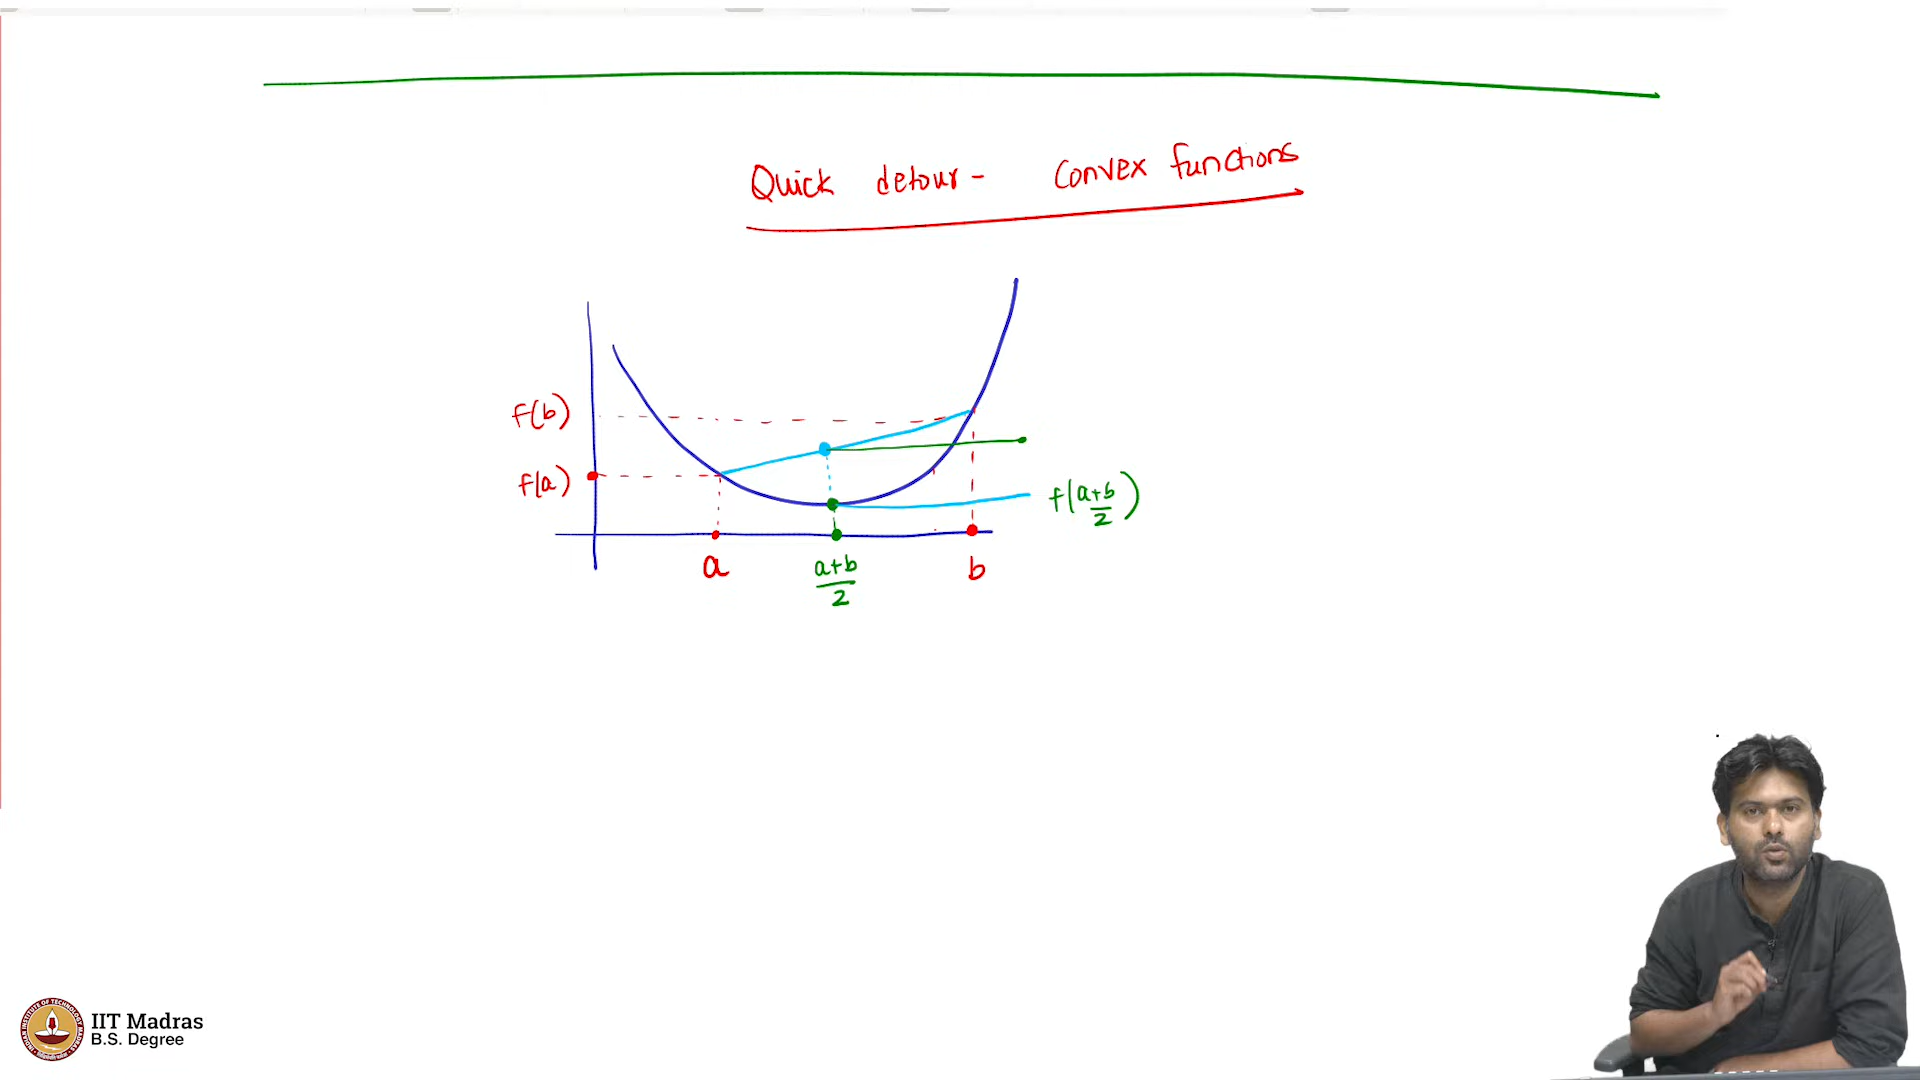 Quick detour - Convex functions
f(b)
f(a)
f(a+b/2)
a
a+b/2
b
IIT Madras
B.S. Degree